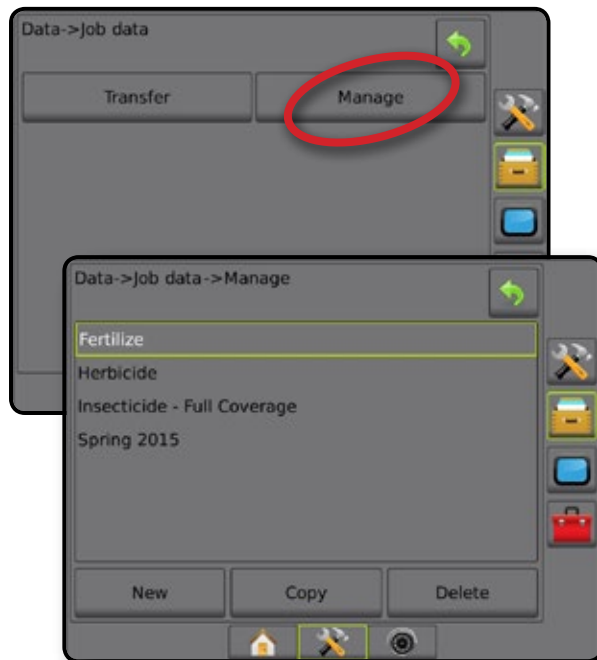 Data->Job data
Transfer
Manage
Data->Job data->Manage
Fertilize
Herbicide
Insecticide - Full Coverage
Spring 2015
New
Copy
Delete